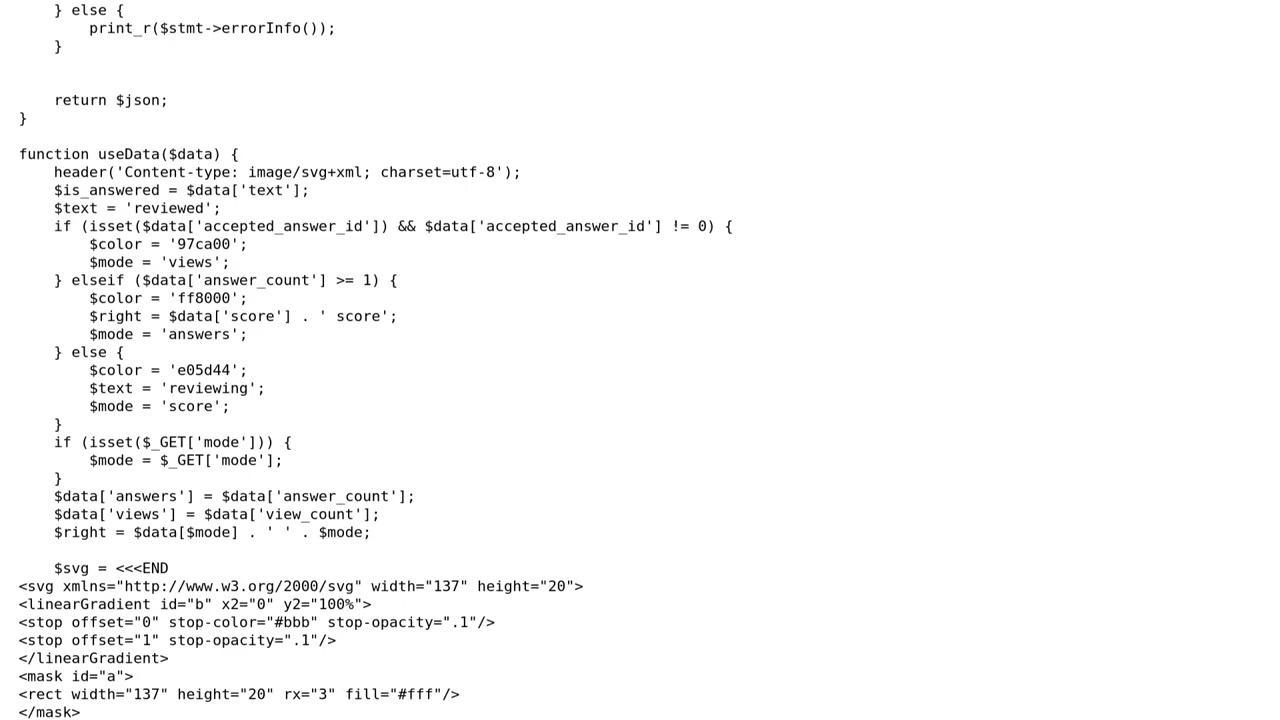 } else {
        print_r($stmt->errorInfo());
    }


    return $json;
}

function useData($data) {
    header('Content-type: image/svg+xml; charset=utf-8');
    $is_answered = $data['text'];
    $text = 'reviewed';
    if (isset($data['accepted_answer_id']) && $data['accepted_answer_id'] != 0) {
        $color = '97ca00';
        $mode = 'views';
    } elseif ($data['answer_count'] >= 1) {
        $color = 'ff8000';
        $right = $data['score'] . ' score';
        $mode = 'answers';
    } else {
        $color = 'e05d44';
        $text = 'reviewing';
        $mode = 'score';
    }
    if (isset($_GET['mode'])) {
        $mode = $_GET['mode'];
    }
    $data['answers'] = $data['answer_count'];
    $data['views'] = $data['view_count'];
    $right = $data[$mode] . ' ' . $mode;

    $svg = <<<END
<svg xmlns="http://www.w3.org/2000/svg" width="137" height="20">
<linearGradient id="b" x2="0" y2="100%">
<stop offset="0" stop-color="#bbb" stop-opacity=".1"/>
<stop offset="1" stop-opacity=".1"/>
</linearGradient>
<mask id="a">
<rect width="137" height="20" rx="3" fill="#fff"/>
</mask>